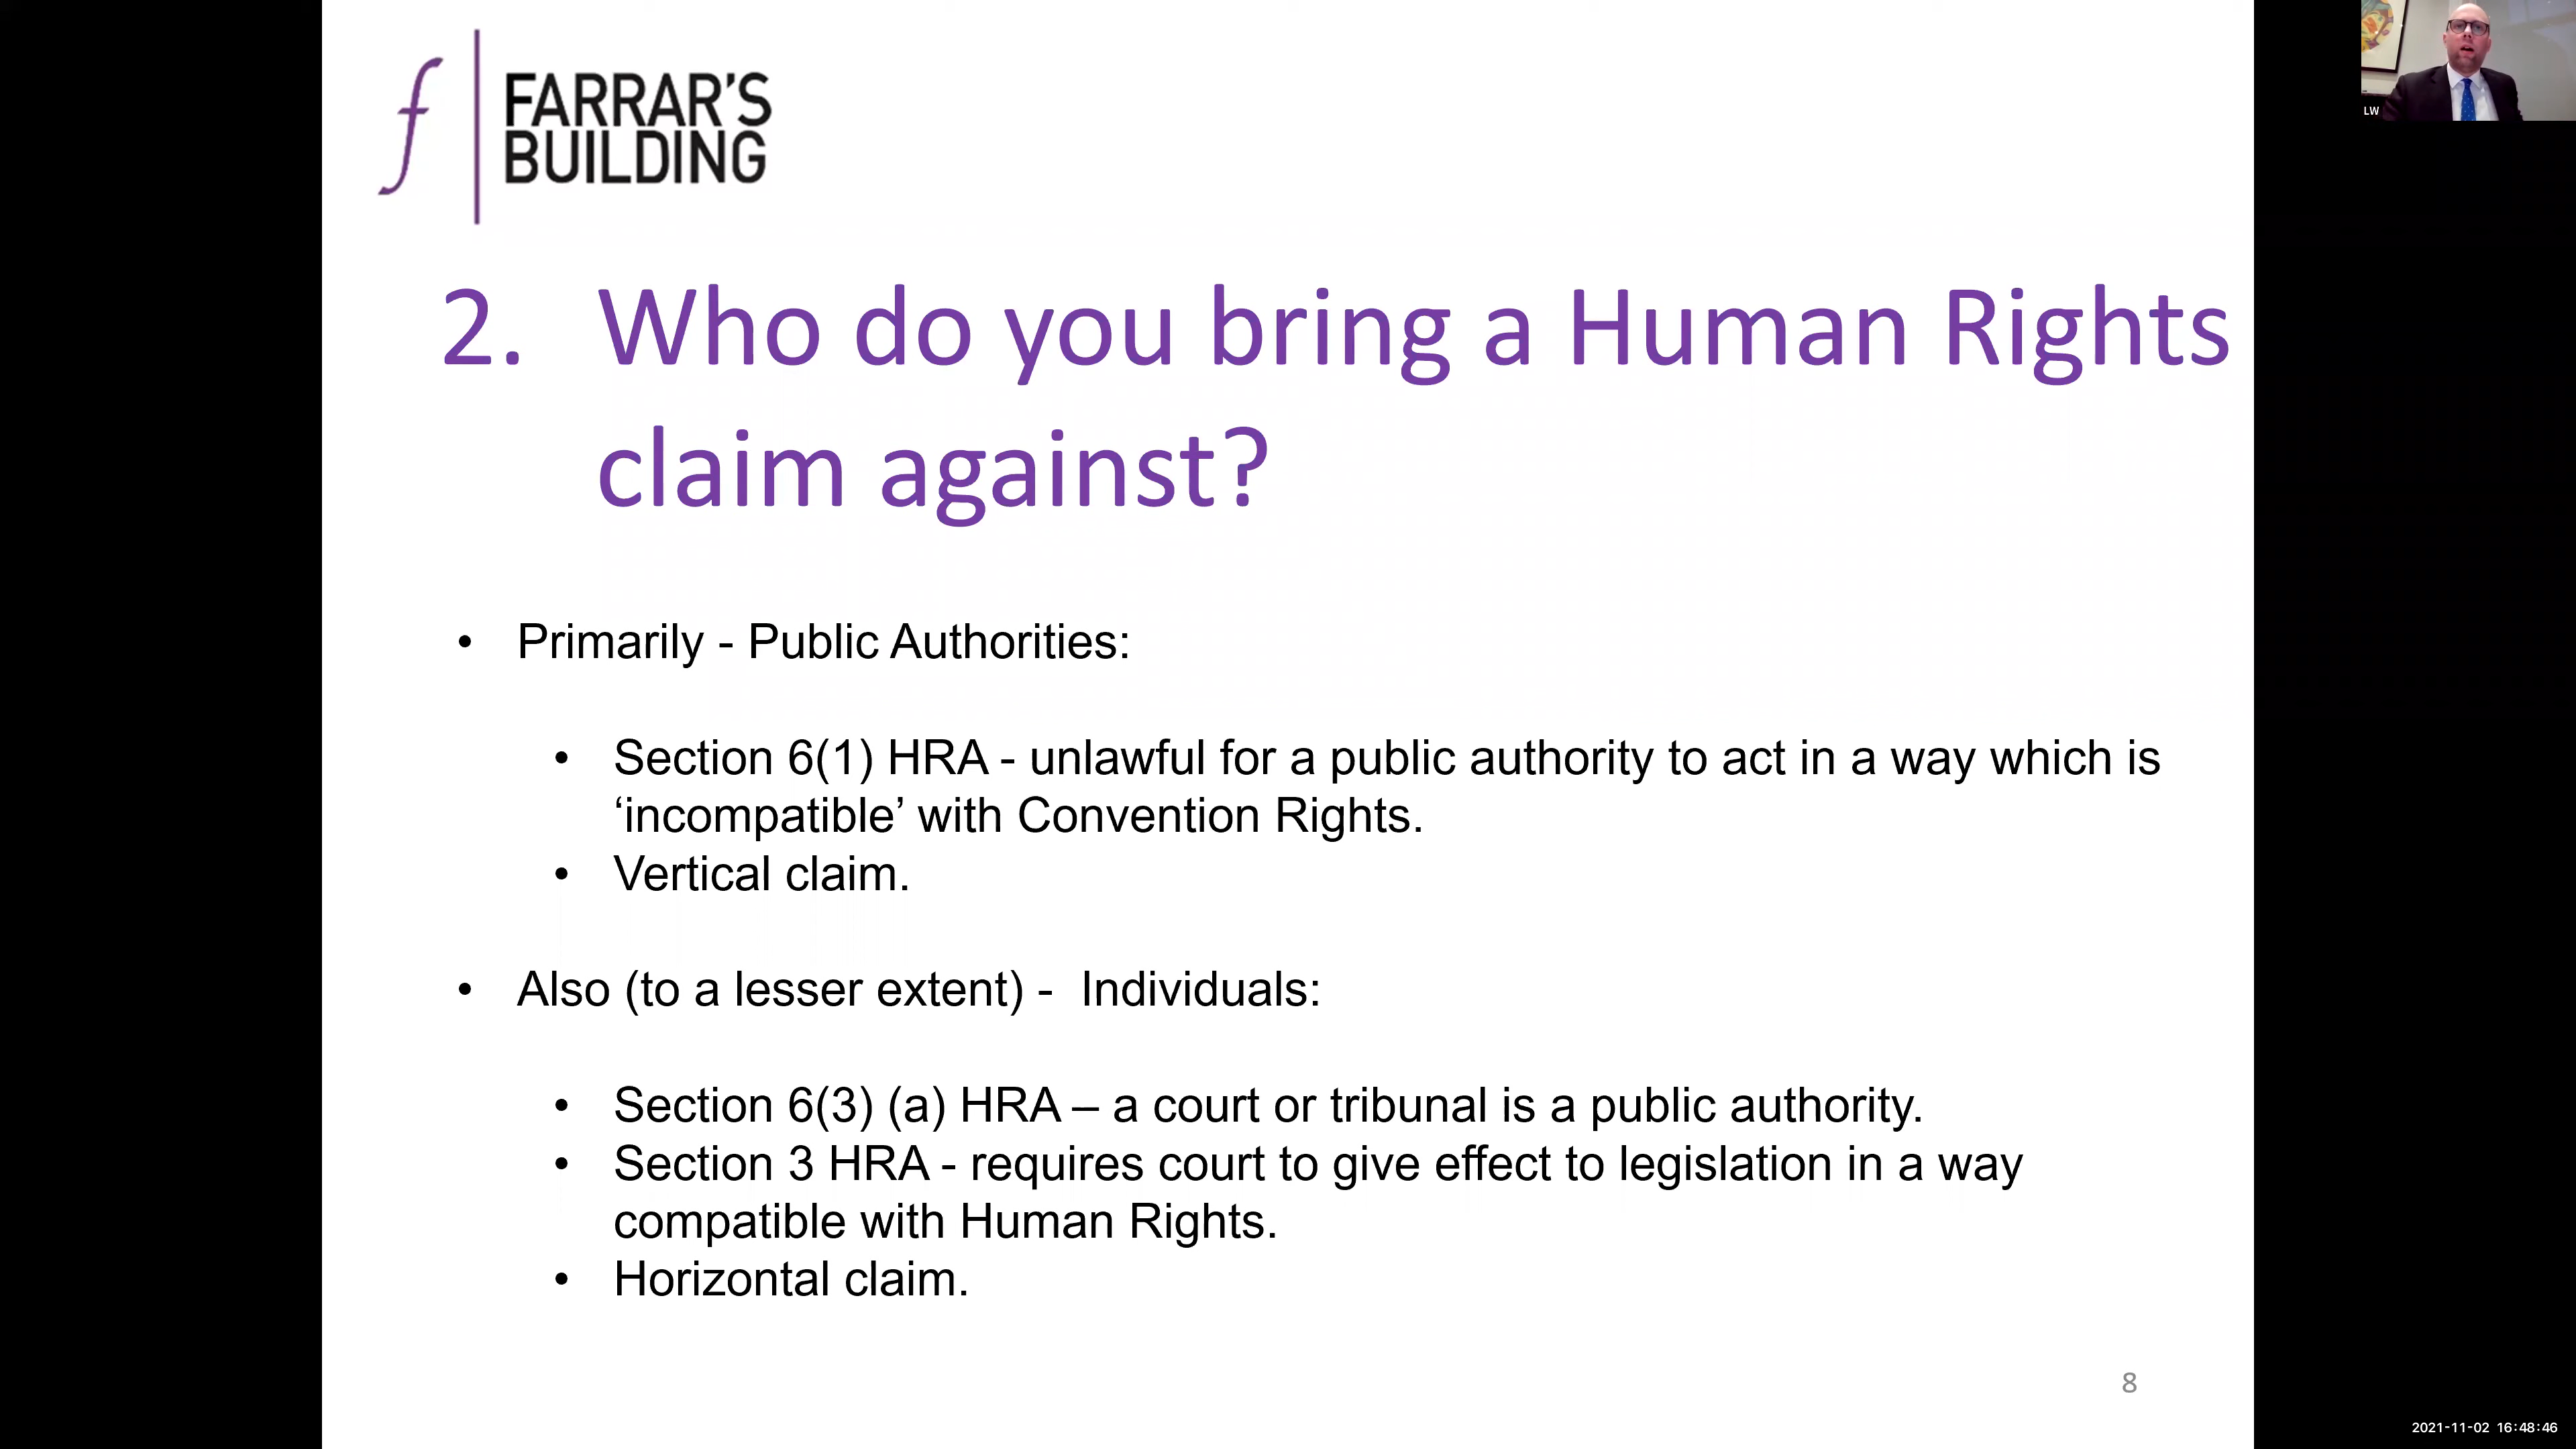 FARRAR'S
BUILDING
LW
2. Who do you bring a Human Rights
claim against?
• Primarily - Public Authorities:
• Section 6(1) HRA - unlawful for a public authority to act in a way which is
‘incompatible’ with Convention Rights.
• Vertical claim.
• Also (to a lesser extent) - Individuals:
• Section 6(3) (a) HRA – a court or tribunal is a public authority.
• Section 3 HRA - requires court to give effect to legislation in a way
compatible with Human Rights.
• Horizontal claim.
8
2021-11-02 16:48:46